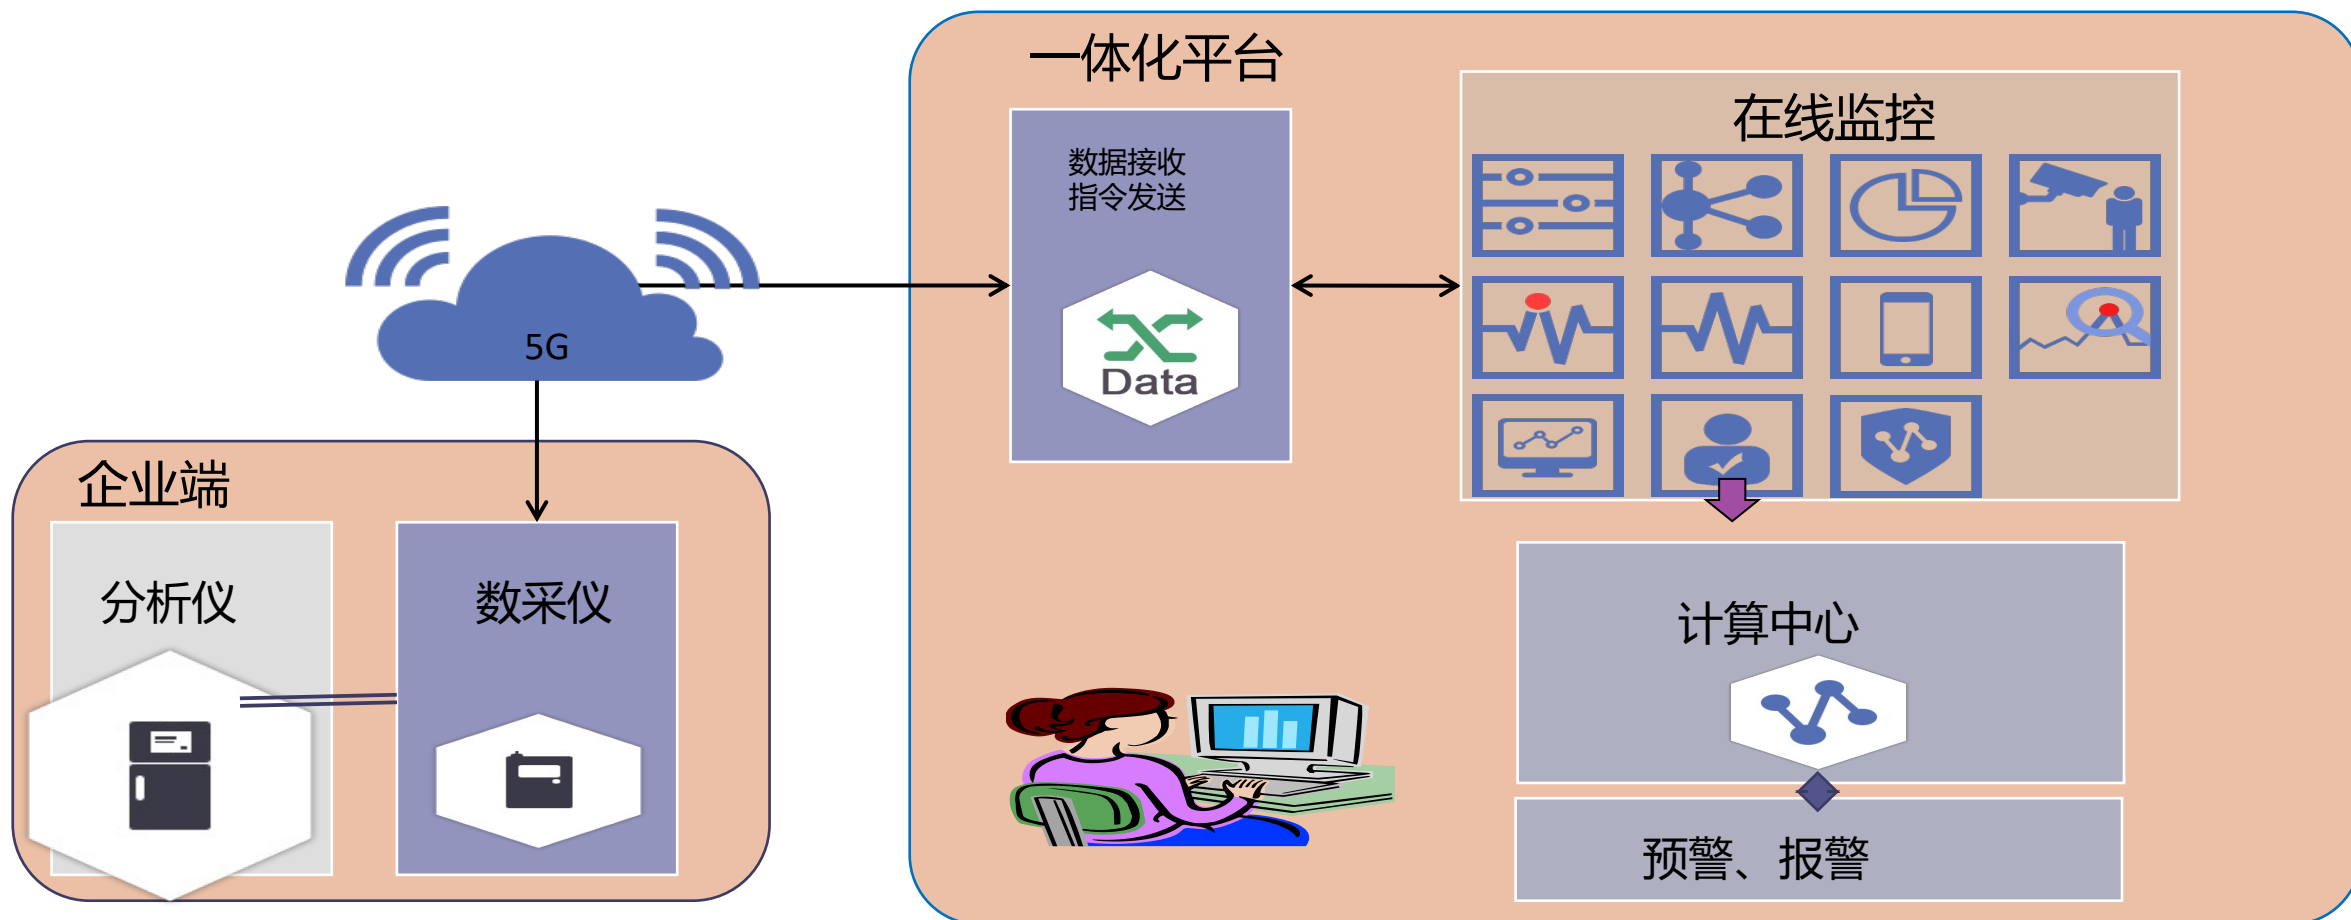 一体化平台
在线监控
数据接收
指令发送
Data
5G
企业端
分析仪
数采仪
计算中心
预警、报警